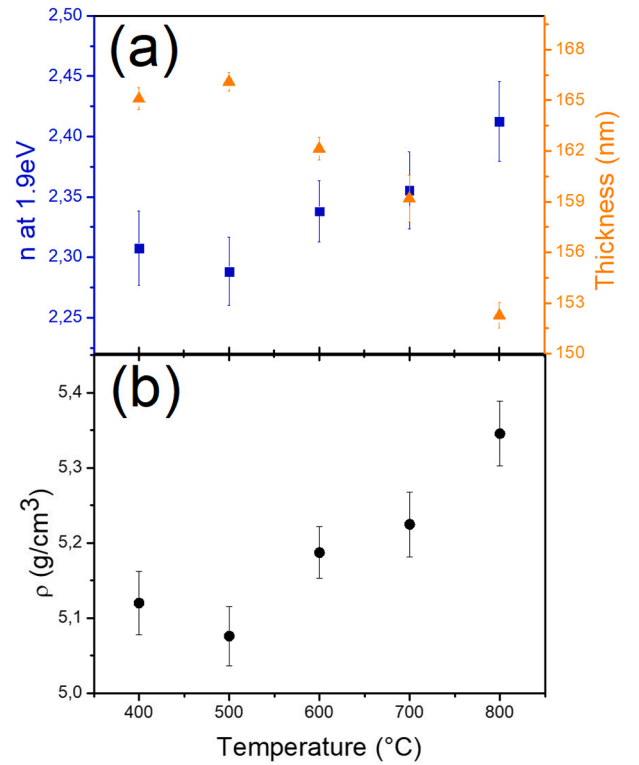 (a)
2,50
2,45
2,40
2,35
2,30
2,25
n at 1.9eV
168
165
162
159
156
153
150
Thickness (nm)
(b)
5,4
5,3
5,2
5,1
5,0
ρ (g/cm³)
400 500 600 700 800
Temperature (°C)